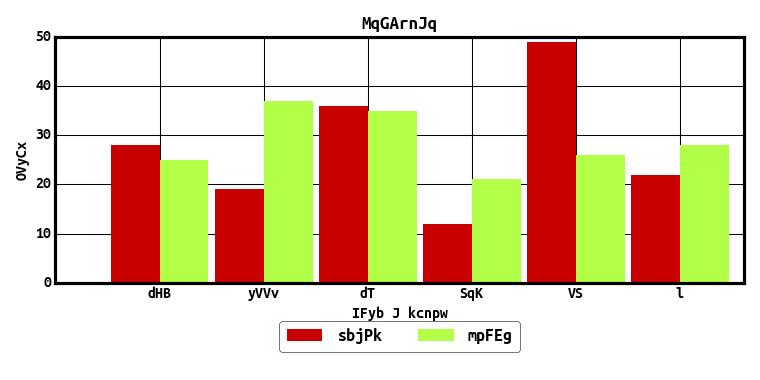 MqGArnJq
OVyCx
50
40
30
20
10
0
dHB yVVv dT SqK VS l
IFyb J kcnpw
sbjPk mpFEg